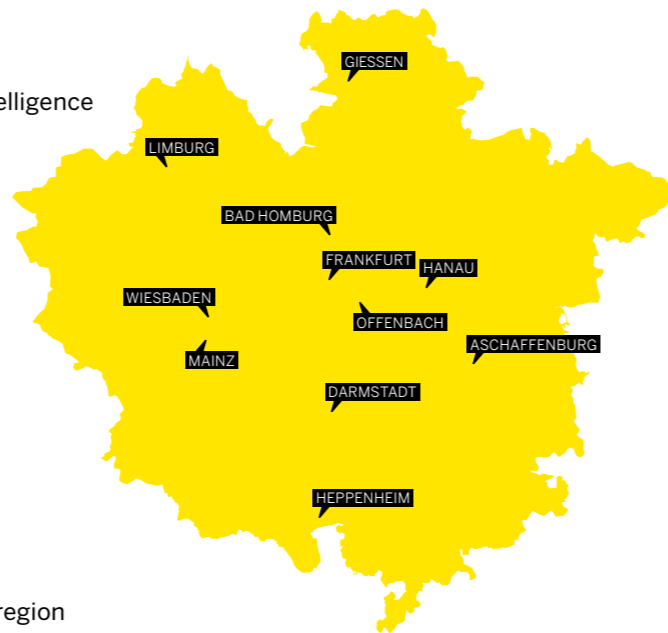 GIESSEN
elligence
LIMBURG
BAD HOMBURG
FRANKFURT
HANAU
WIESBADEN
OFFENBACH
ASCHAFFENBURG
MAINZ
DARMSTADT
HEPPENHEIM
region